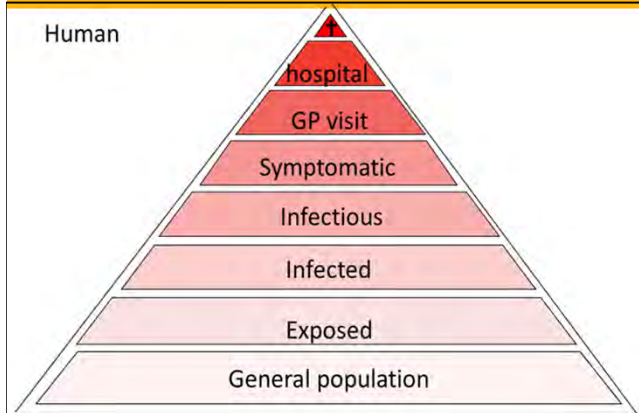 Human
†
hospital
GP visit
Symptomatic
Infectious
Infected
Exposed
General population